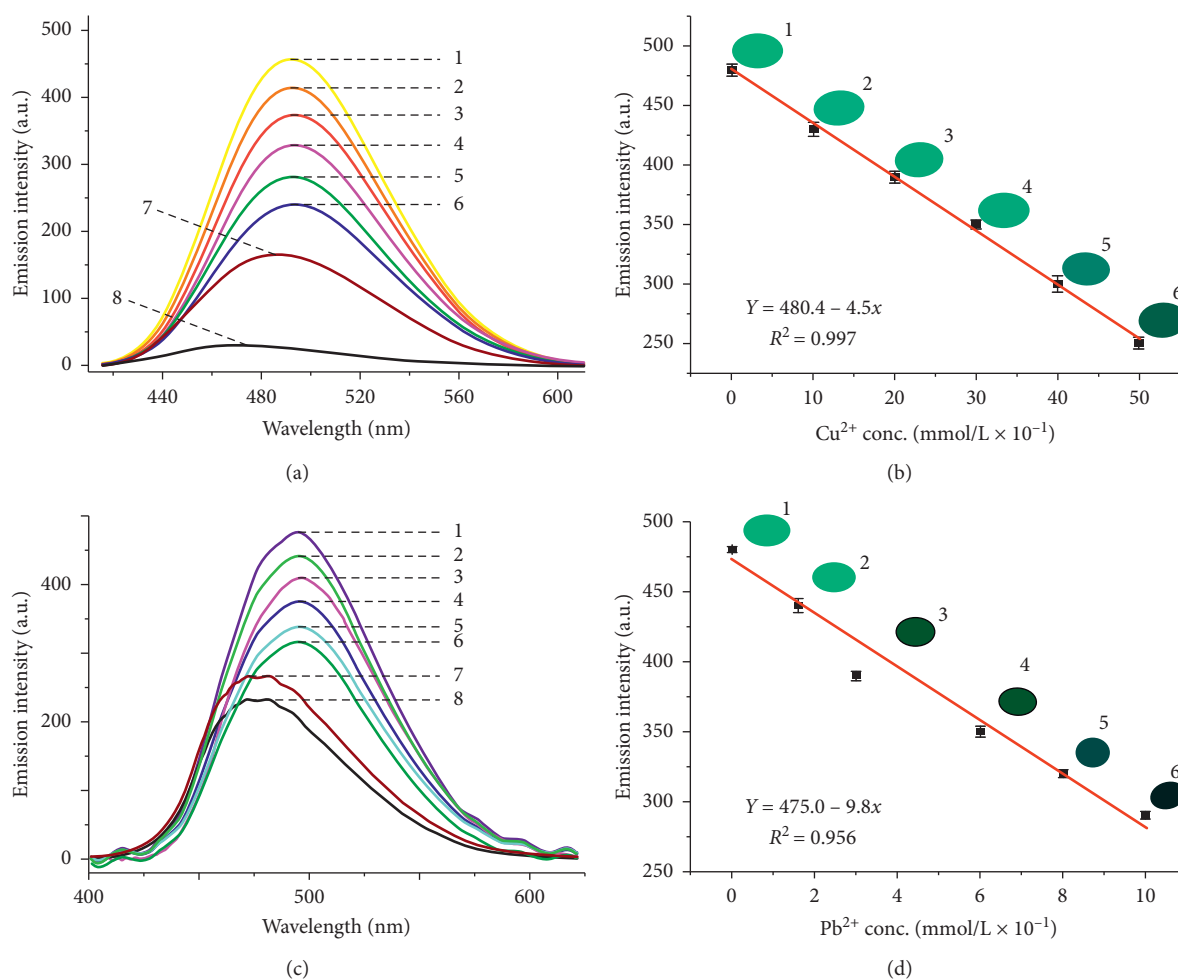 500
400
300
200
100
0
Emission intensity (a.u.)
1
2
3
4
5
6
7
8
440 480 520 560 600
Wavelength (nm)
(a)
500
450
400
350
300
250
Emission intensity (a.u.)
1
2
3
4
5
6
Y = 480.4 – 4.5x
R² = 0.997
0 10 20 30 40 50
Cu²⁺ conc. (mmol/L × 10⁻¹)
(b)
400
200
0
Emission intensity (a.u.)
1
2
3
4
5
6
7
8
400 500 600
Wavelength (nm)
(c)
500
450
400
350
300
250
Emission intensity (a.u.)
1
2
3
4
5
6
Y = 475.0 – 9.8x
R² = 0.956
0 2 4 6 8 10
Pb²⁺ conc. (mmol/L × 10⁻¹)
(d)